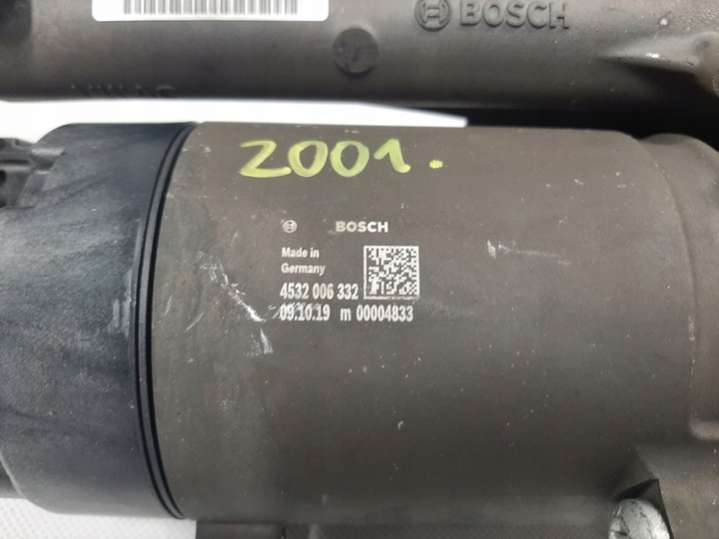 BOSCH
2001.
BOSCH
Made in
Germany
4532 006 332
09.10.19 m 00004833